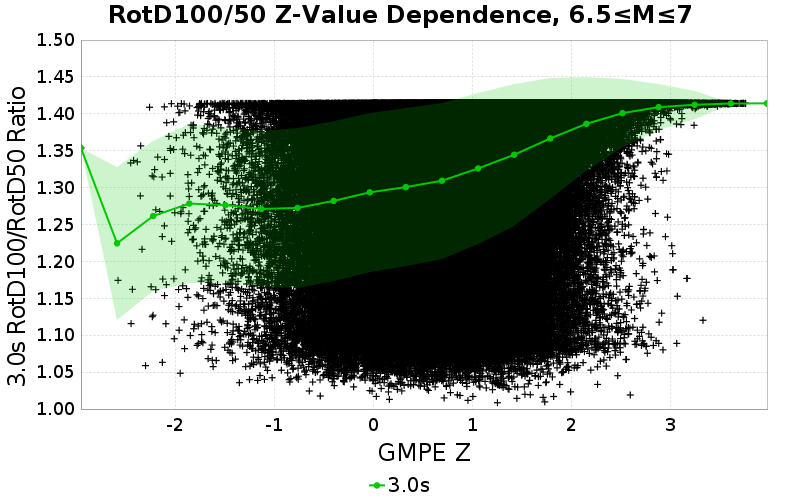 RotD100/50 Z-Value Dependence, 6.5≤M≤7
3.0s RotD100/RotD50 Ratio
1.50
1.45
1.40
1.35
1.30
1.25
1.20
1.15
1.10
1.05
1.00
-2 -1 0 1 2 3
GMPE Z
3.0s